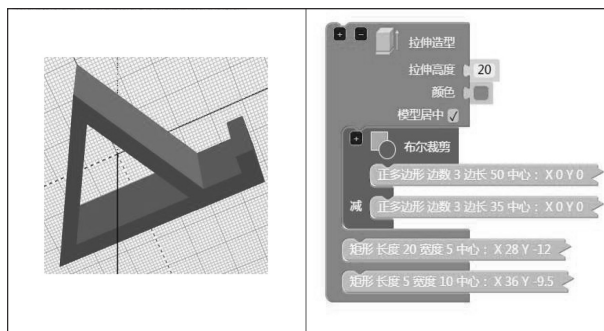 拉伸造型
拉伸高度 20
颜色
模型居中
布尔裁剪
正多边形 边数 3 边长 50 中心： X 0 Y 0
减 正多边形 边数 3 边长 35 中心： X 0 Y 0
矩形 长度 20 宽度 5 中心： X 28 Y -12
矩形 长度 5 宽度 10 中心： X 36 Y -9.5